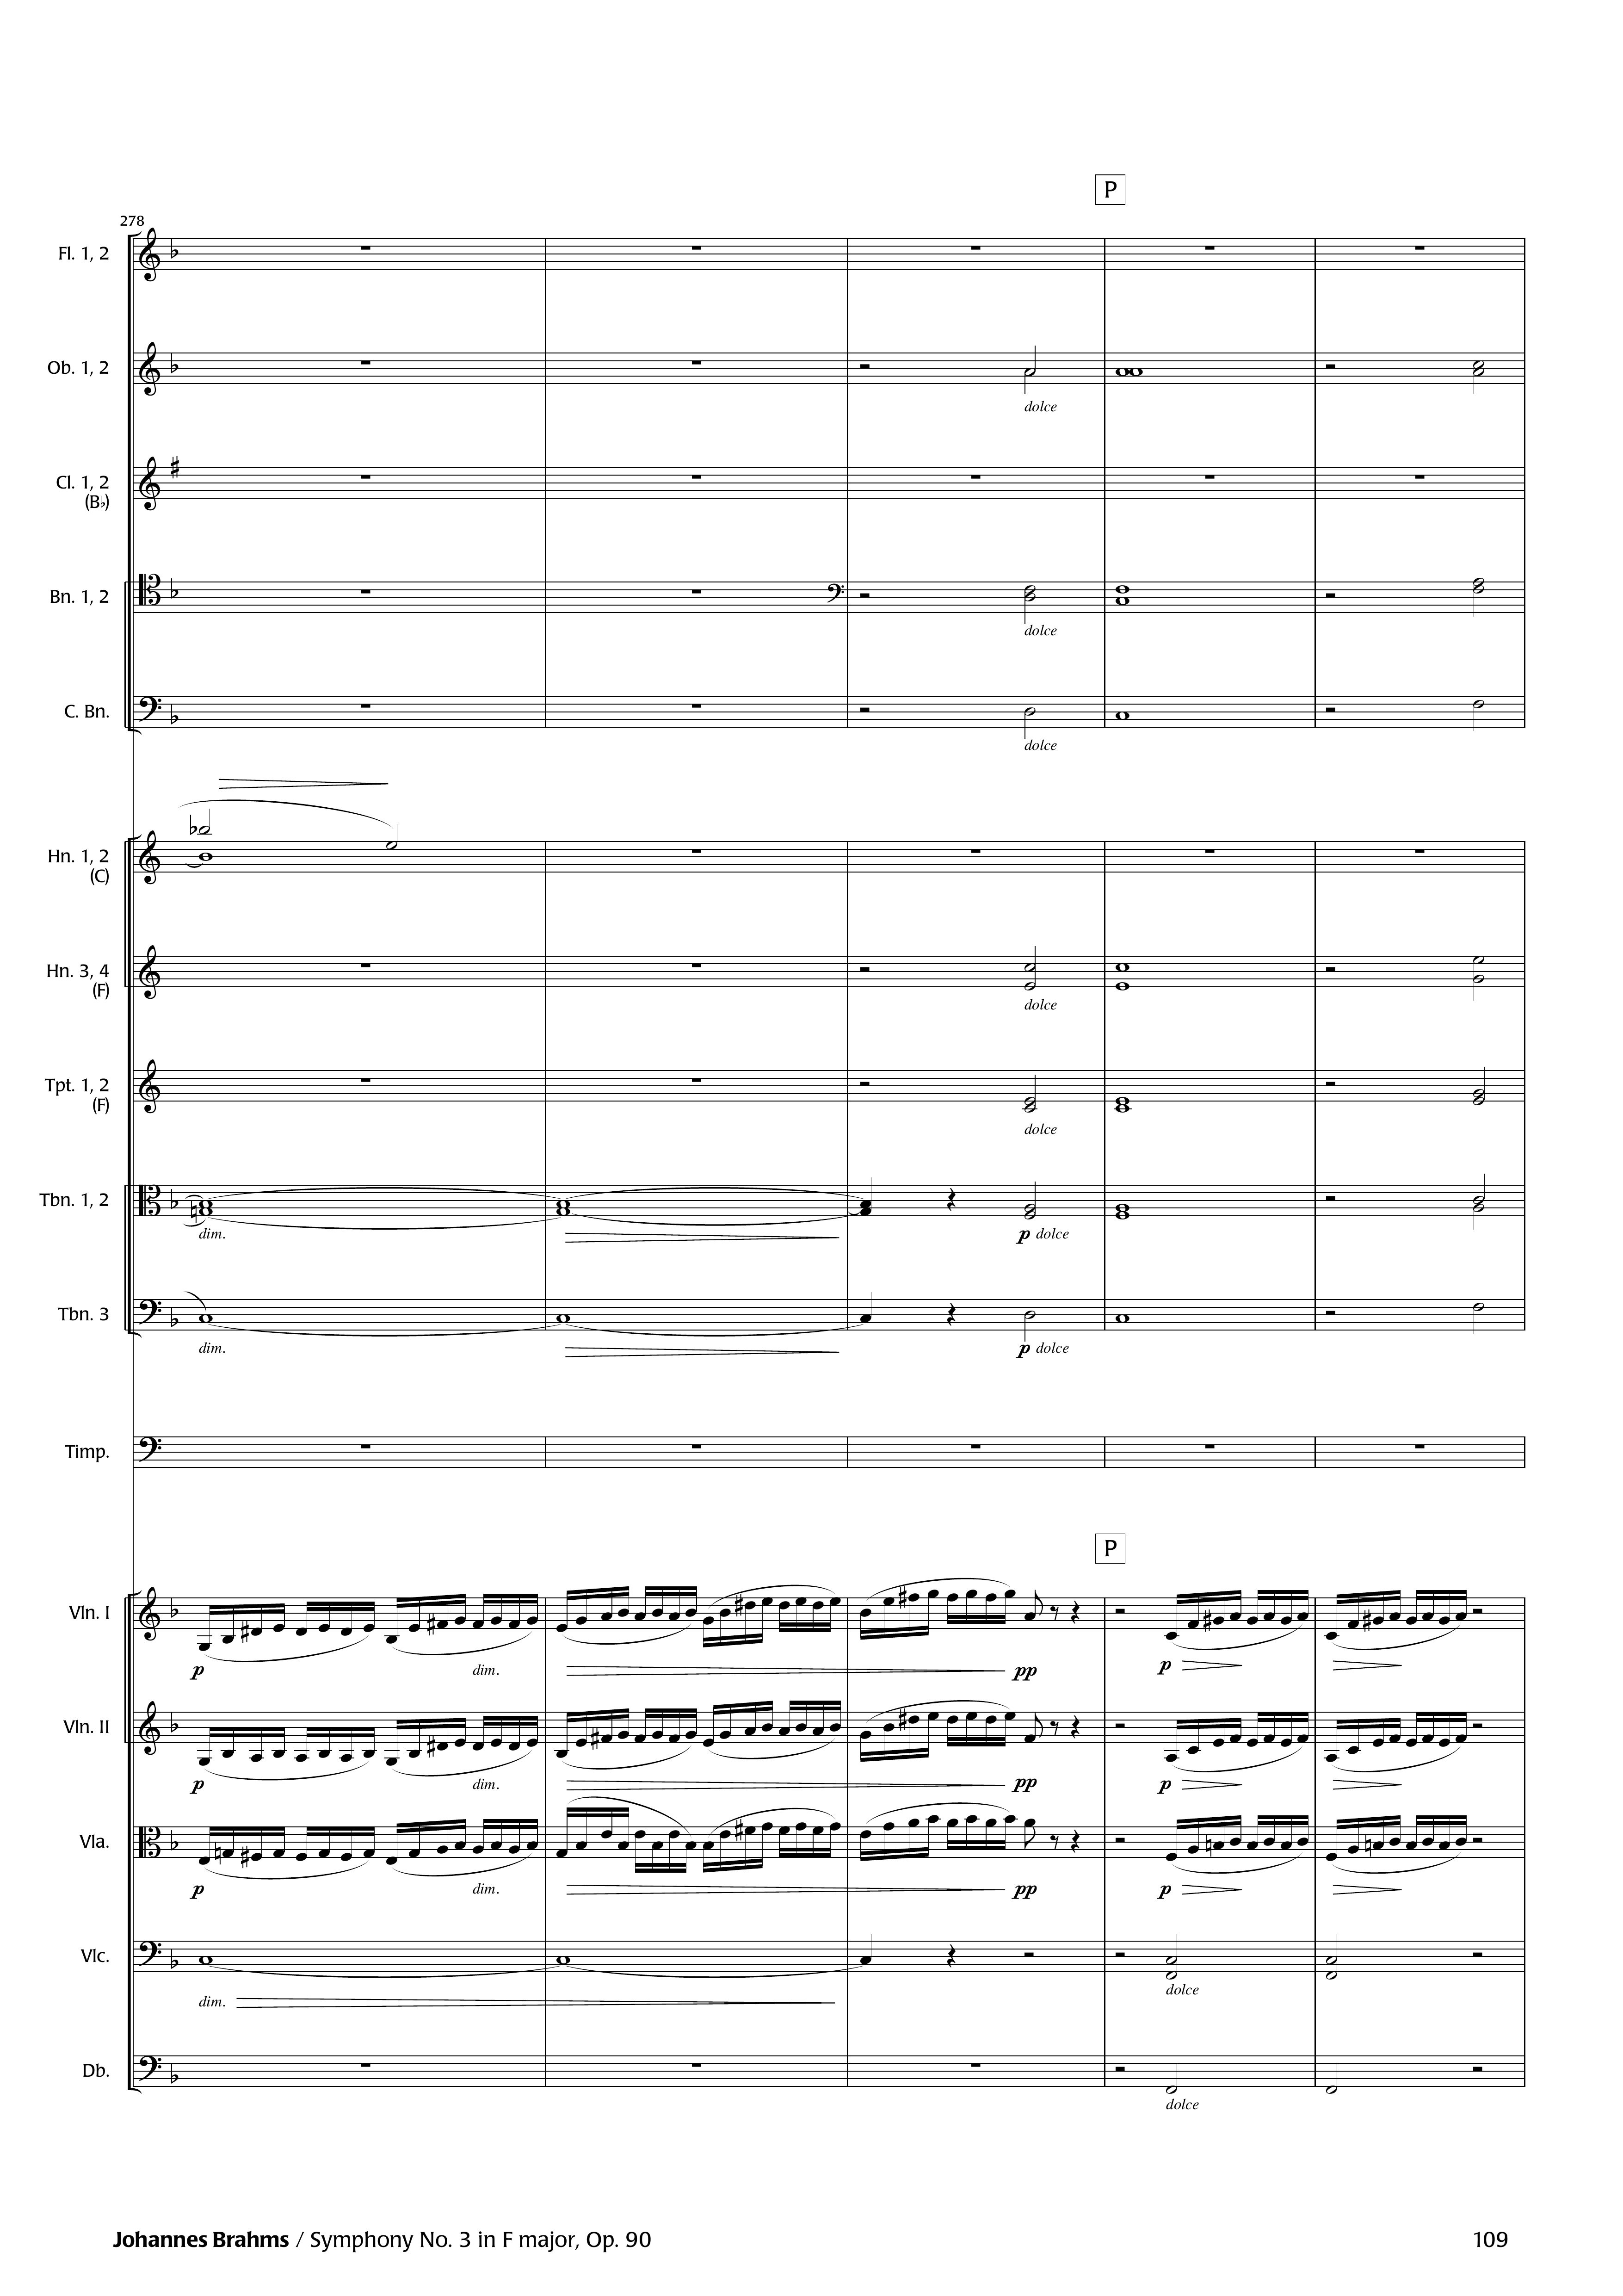 P
278
Fl. 1, 2
Ob. 1, 2
dolce
Cl. 1, 2
(B♭)
Bn. 1, 2
dolce
C. Bn.
dolce
Hn. 1, 2
(C)
Hn. 3, 4
(F)
dolce
Tpt. 1, 2
(F)
dolce
Tbn. 1, 2
dim. p dolce
Tbn. 3
dim. p dolce
Timp.
P
Vln. I
p dim. pp p
Vln. II
p dim. pp p
Vla.
p dim. pp p
Vlc.
dolce
dim.
Db.
dolce
Johannes Brahms / Symphony No. 3 in F major, Op. 90 109